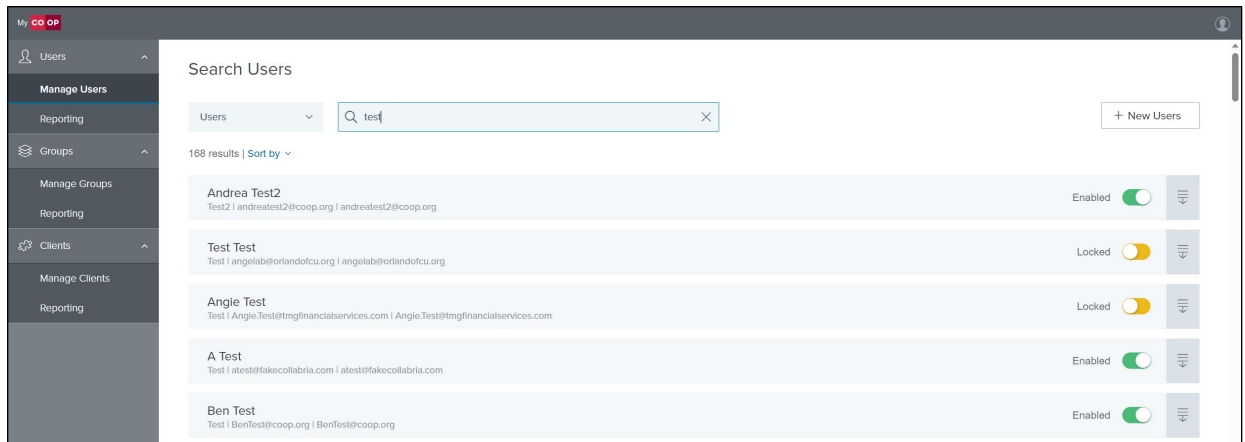 My CO OP
Users
Manage Users
Reporting
Groups
Manage Groups
Reporting
Clients
Manage Clients
Reporting
Search Users
Users
test
+ New Users
168 results | Sort by
Andrea Test2
Test2 | andreatest2@coop.org | andreatest2@coop.org
Enabled
Test Test
Test | angelab@orlandofcu.org | angelab@orlandofcu.org
Locked
Angie Test
Test | Angie.Test@tmgfinancialservices.com | Angie.Test@tmgfinancialservices.com
Locked
A Test
Test | atest@fakecollabria.com | atest@fakecollabria.com
Enabled
Ben Test
Test | BenTest@coop.org | BenTest@coop.org
Enabled